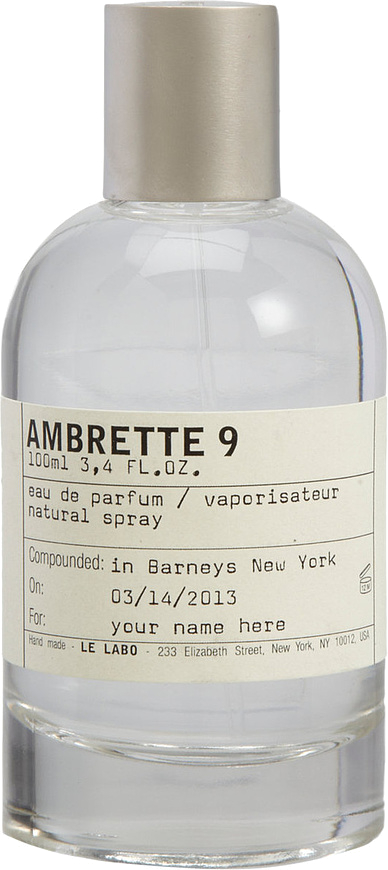 AMBRETTE 9
100ml 3,4 FL.OZ.
eau de parfum / vaporisateur
natural spray
Compounded: in Barneys New York
On: 03/14/2013
For: your name here
Hand made - LE LABO - 233 Elizabeth Street, New York, NY 10012, USA
12M